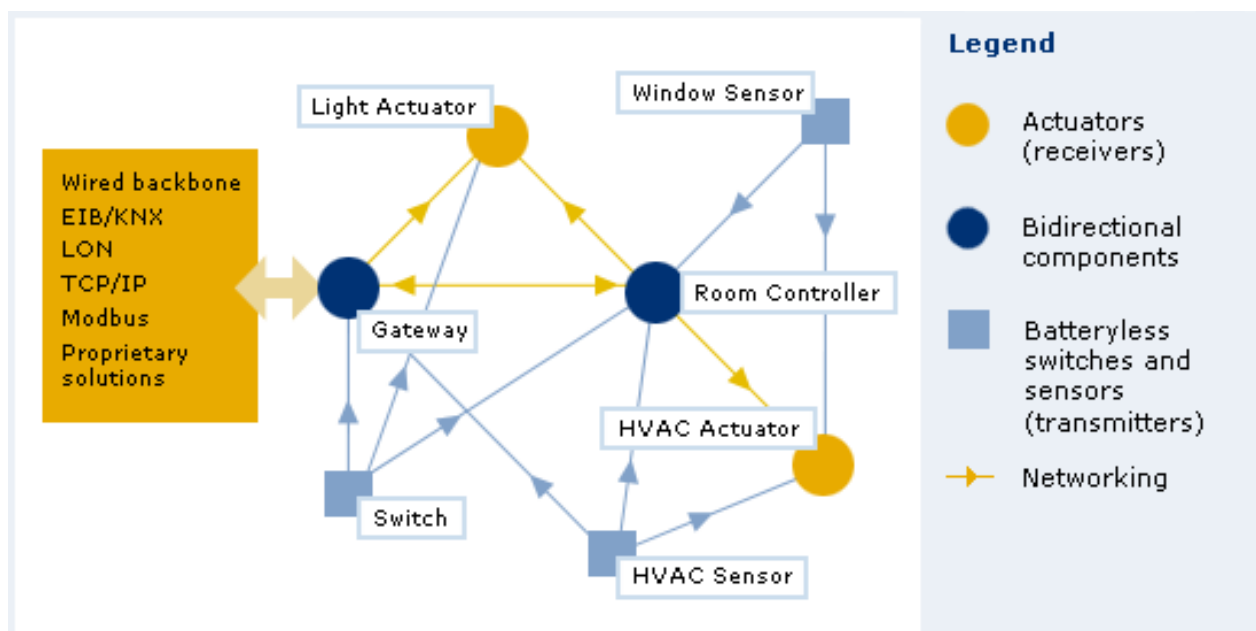 Light Actuator
Window Sensor
Wired backbone
EIB/KNX
LON
TCP/IP
Modbus
Proprietary
solutions
Gateway
Room Controller
HVAC Actuator
Switch
HVAC Sensor
Legend
Actuators
(receivers)
Bidirectional
components
Batteryless
switches and
sensors
(transmitters)
Networking